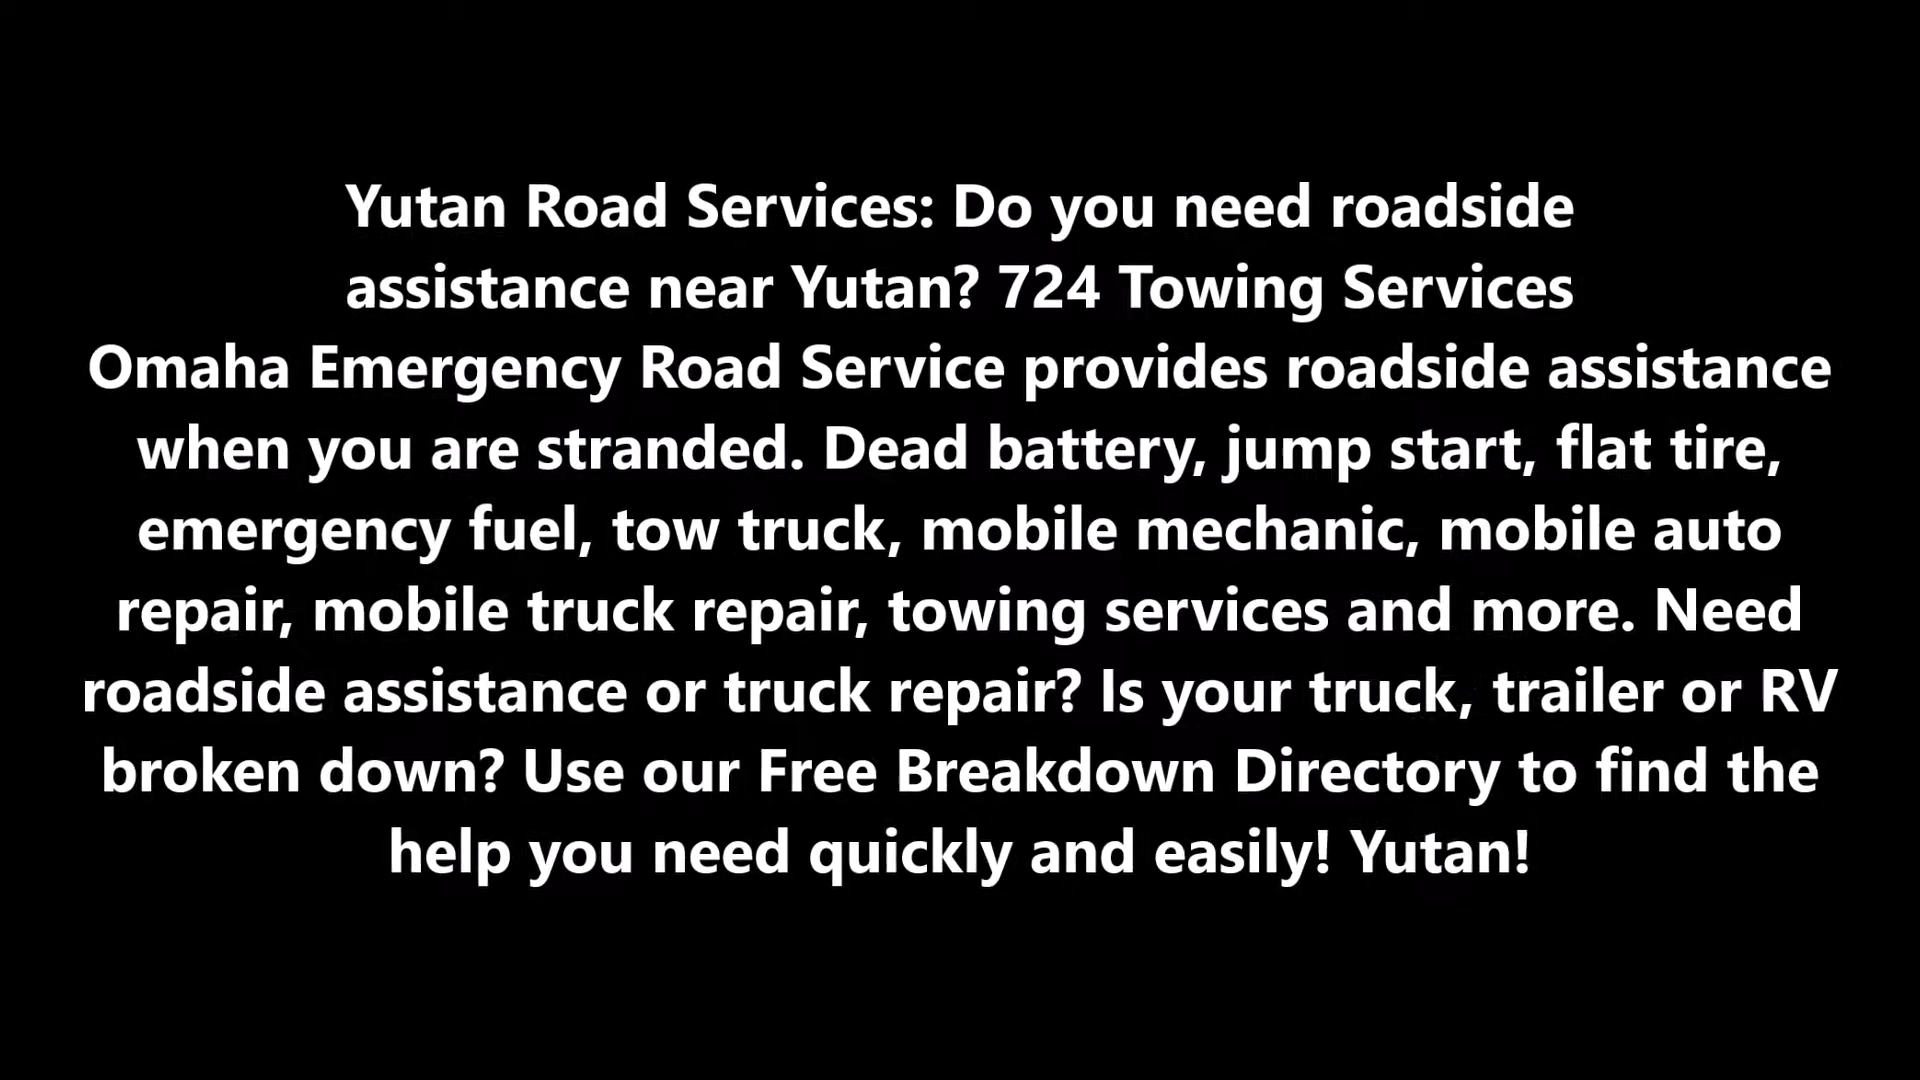 Yutan Road Services: Do you need roadside
assistance near Yutan? 724 Towing Services
Omaha Emergency Road Service provides roadside assistance
when you are stranded. Dead battery, jump start, flat tire,
emergency fuel, tow truck, mobile mechanic, mobile auto
repair, mobile truck repair, towing services and more. Need
roadside assistance or truck repair? Is your truck, trailer or RV
broken down? Use our Free Breakdown Directory to find the
help you need quickly and easily! Yutan!